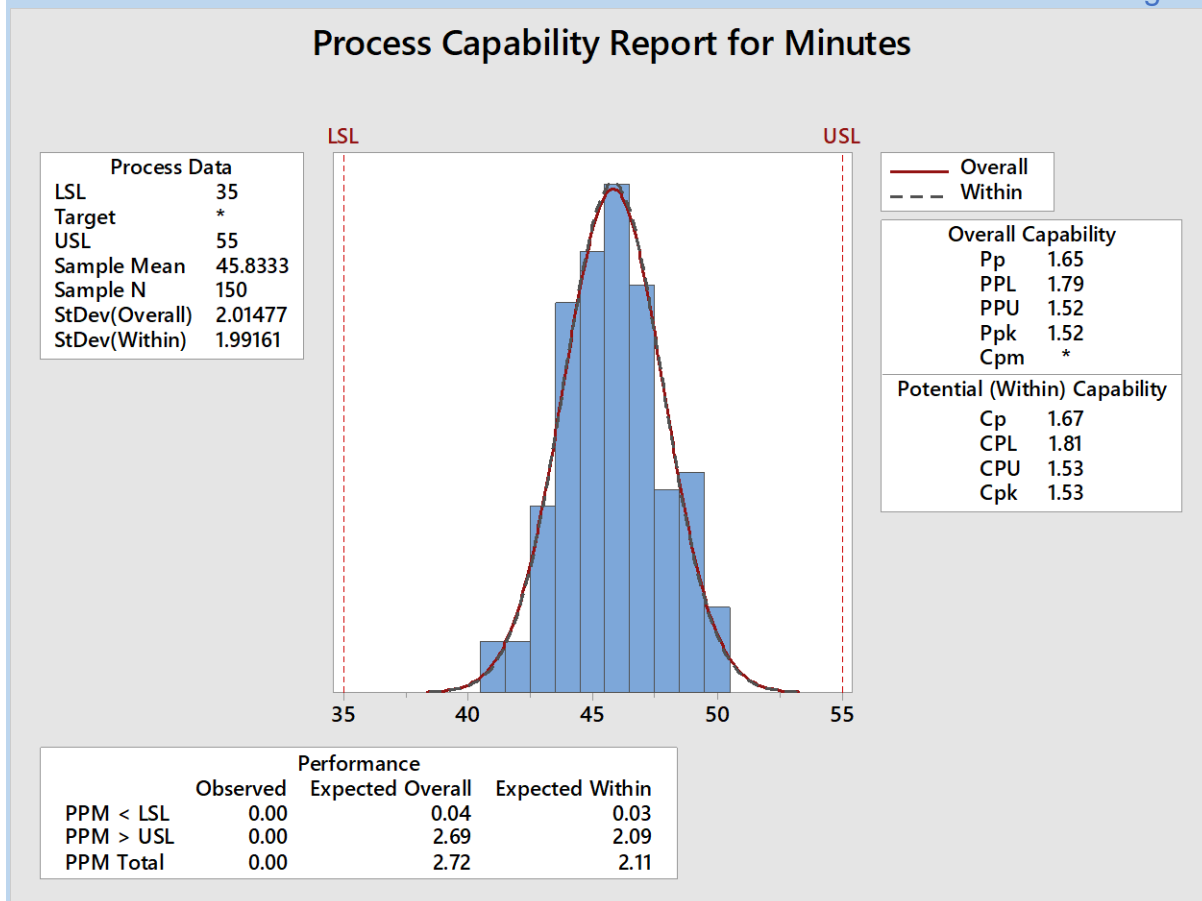 g
Process Capability Report for Minutes
LSL USL
Process Data
LSL 35
Target *
USL 55
Sample Mean 45.8333
Sample N 150
StDev(Overall) 2.01477
StDev(Within) 1.99161
Overall
Within
Overall Capability
Pp 1.65
PPL 1.79
PPU 1.52
Ppk 1.52
Cpm *
Potential (Within) Capability
Cp 1.67
CPL 1.81
CPU 1.53
Cpk 1.53
35 40 45 50 55
Performance
Observed Expected Overall Expected Within
PPM < LSL 0.00 0.04 0.03
PPM > USL 0.00 2.69 2.09
PPM Total 0.00 2.72 2.11